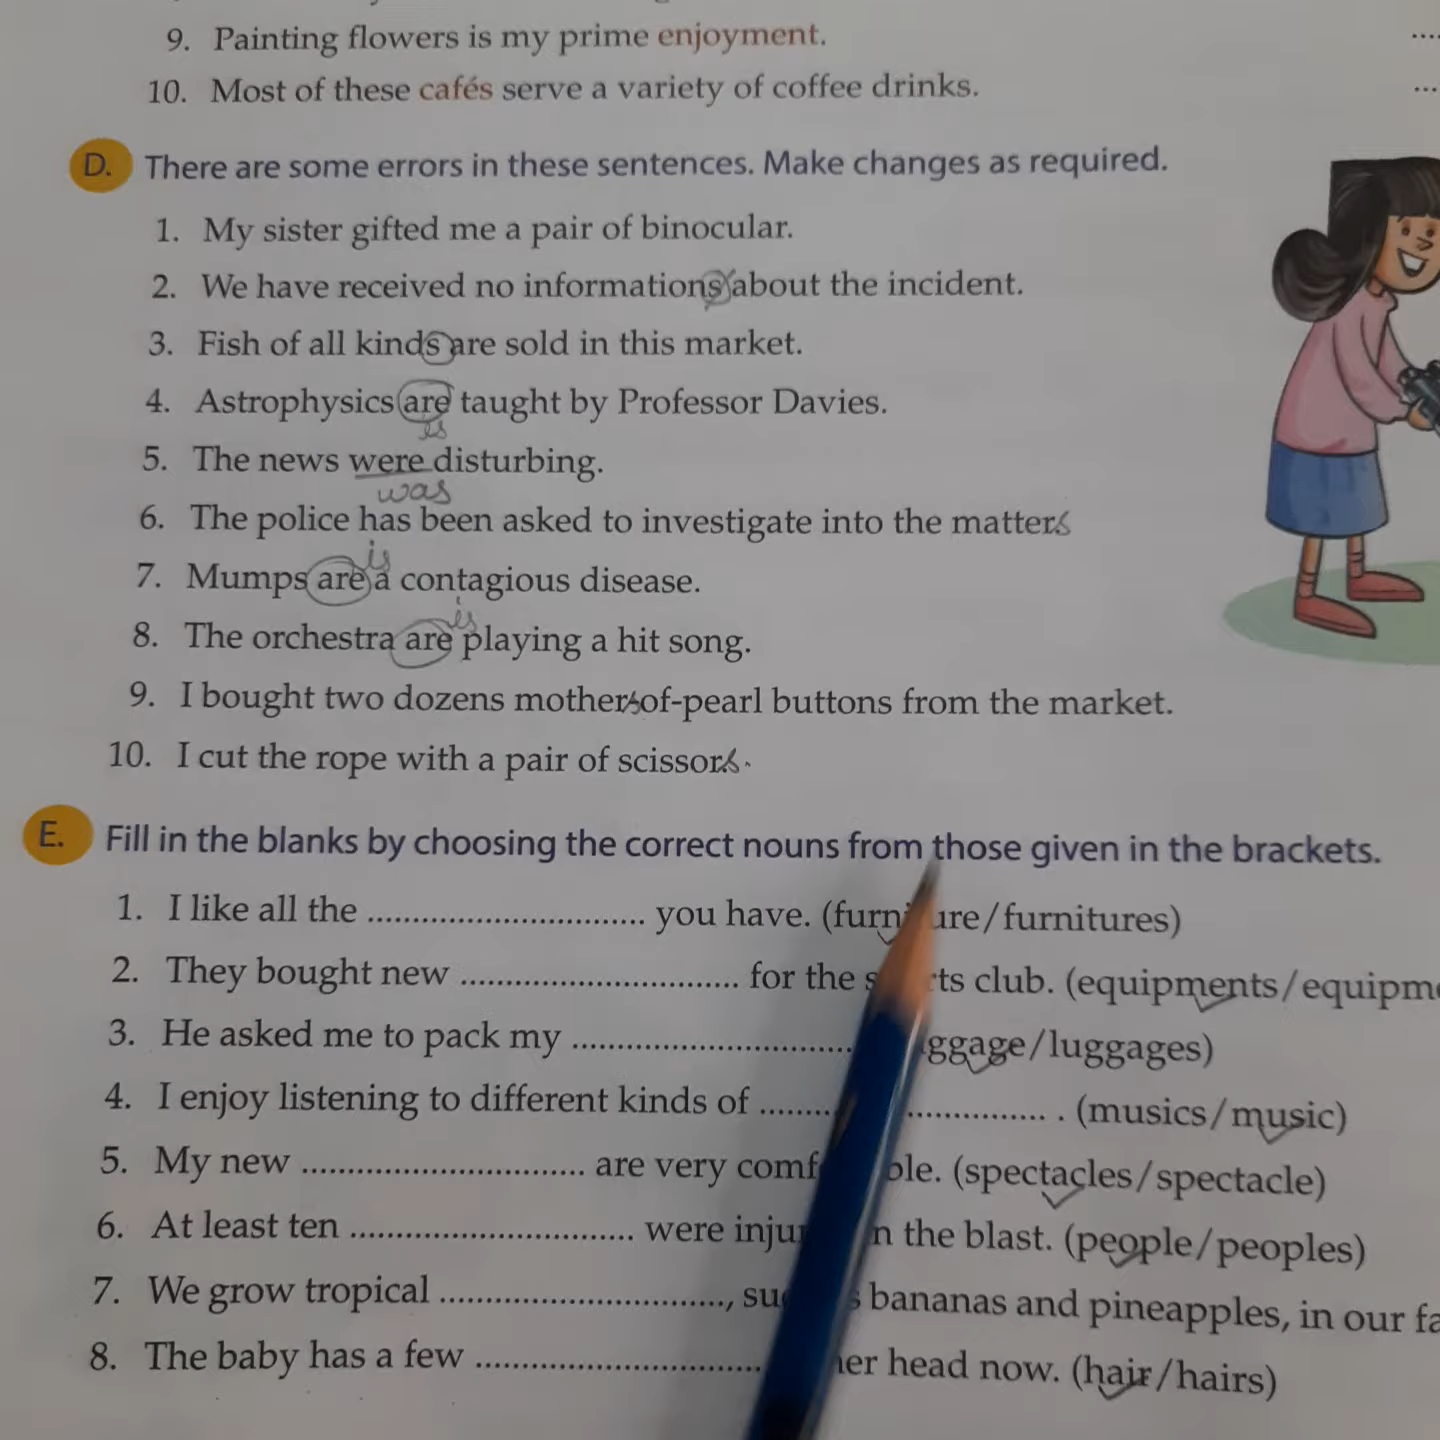 9. Painting flowers is my prime enjoyment. ....
10. Most of these cafés serve a variety of coffee drinks. ...
D. There are some errors in these sentences. Make changes as required.
1. My sister gifted me a pair of binocular.
2. We have received no informations about the incident.
3. Fish of all kinds are sold in this market.
4. Astrophysics are taught by Professor Davies.
is
5. The news were disturbing.
was
6. The police has been asked to investigate into the matters
is
7. Mumps are a contagious disease.
is
8. The orchestra are playing a hit song.
9. I bought two dozens mothersof-pearl buttons from the market.
10. I cut the rope with a pair of scissors.
E. Fill in the blanks by choosing the correct nouns from those given in the brackets.
1. I like all the .............................. you have. (furniture/furnitures)
2. They bought new .............................. for the club. (equipments/equipm
3. He asked me to pack my .............................. ggage/luggages)
4. I enjoy listening to different kinds of .............................. . (musics/music)
5. My new .............................. are very comf ble. (spectacles/spectacle)
6. At least ten .............................. were inju n the blast. (people/peoples)
7. We grow tropical .............................., su s bananas and pineapples, in our fa
8. The baby has a few .............................. her head now. (hair/hairs)